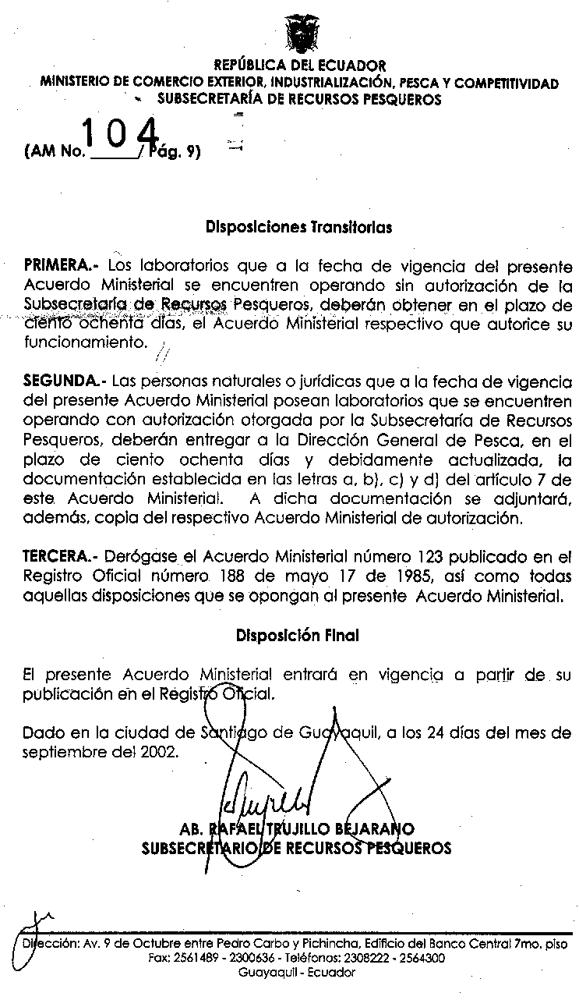 REPÚBLICA DEL ECUADOR
MINISTERIO DE COMERCIO EXTERIOR, INDUSTRIALIZACIÓN, PESCA Y COMPETITIVIDAD
SUBSECRETARÍA DE RECURSOS PESQUEROS
(AM No. 104 / Pág. 9)
Disposiciones Transitorias
PRIMERA.- Los laboratorios que a la fecha de vigencia del presente
Acuerdo Ministerial se encuentren operando sin autorización de la
Subsecretaría de Recursos Pesqueros, deberán obtener en el plazo de
ciento ochenta días, el Acuerdo Ministerial respectivo que autorice su
funcionamiento.
SEGUNDA.- Las personas naturales o jurídicas que a la fecha de vigencia
del presente Acuerdo Ministerial posean laboratorios que se encuentren
operando con autorización otorgada por la Subsecretaría de Recursos
Pesqueros, deberán entregar a la Dirección General de Pesca, en el
plazo de ciento ochenta días y debidamente actualizada, la
documentación establecida en las letras a, b), c) y d) del artículo 7 de
este Acuerdo Ministerial. A dicha documentación se adjuntará,
además, copia del respectivo Acuerdo Ministerial de autorización.
TERCERA.- Derógase el Acuerdo Ministerial número 123 publicado en el
Registro Oficial número 188 de mayo 17 de 1985, así como todas
aquellas disposiciones que se opongan al presente Acuerdo Ministerial.
Disposición Final
El presente Acuerdo Ministerial entrará en vigencia a partir de su
publicación en el Registro Oficial.
Dado en la ciudad de Santiago de Guayaquil, a los 24 días del mes de
septiembre del 2002.
AB. RAFAEL TRUJILLO BEJARANO
SUBSECRETARIO DE RECURSOS PESQUEROS
Dirección: Av. 9 de Octubre entre Pedro Carbo y Pichincha, Edificio del Banco Central 7mo. piso
Fax: 2561489 - 2300636 - Teléfonos: 2308222 - 2564300
Guayaquil - Ecuador